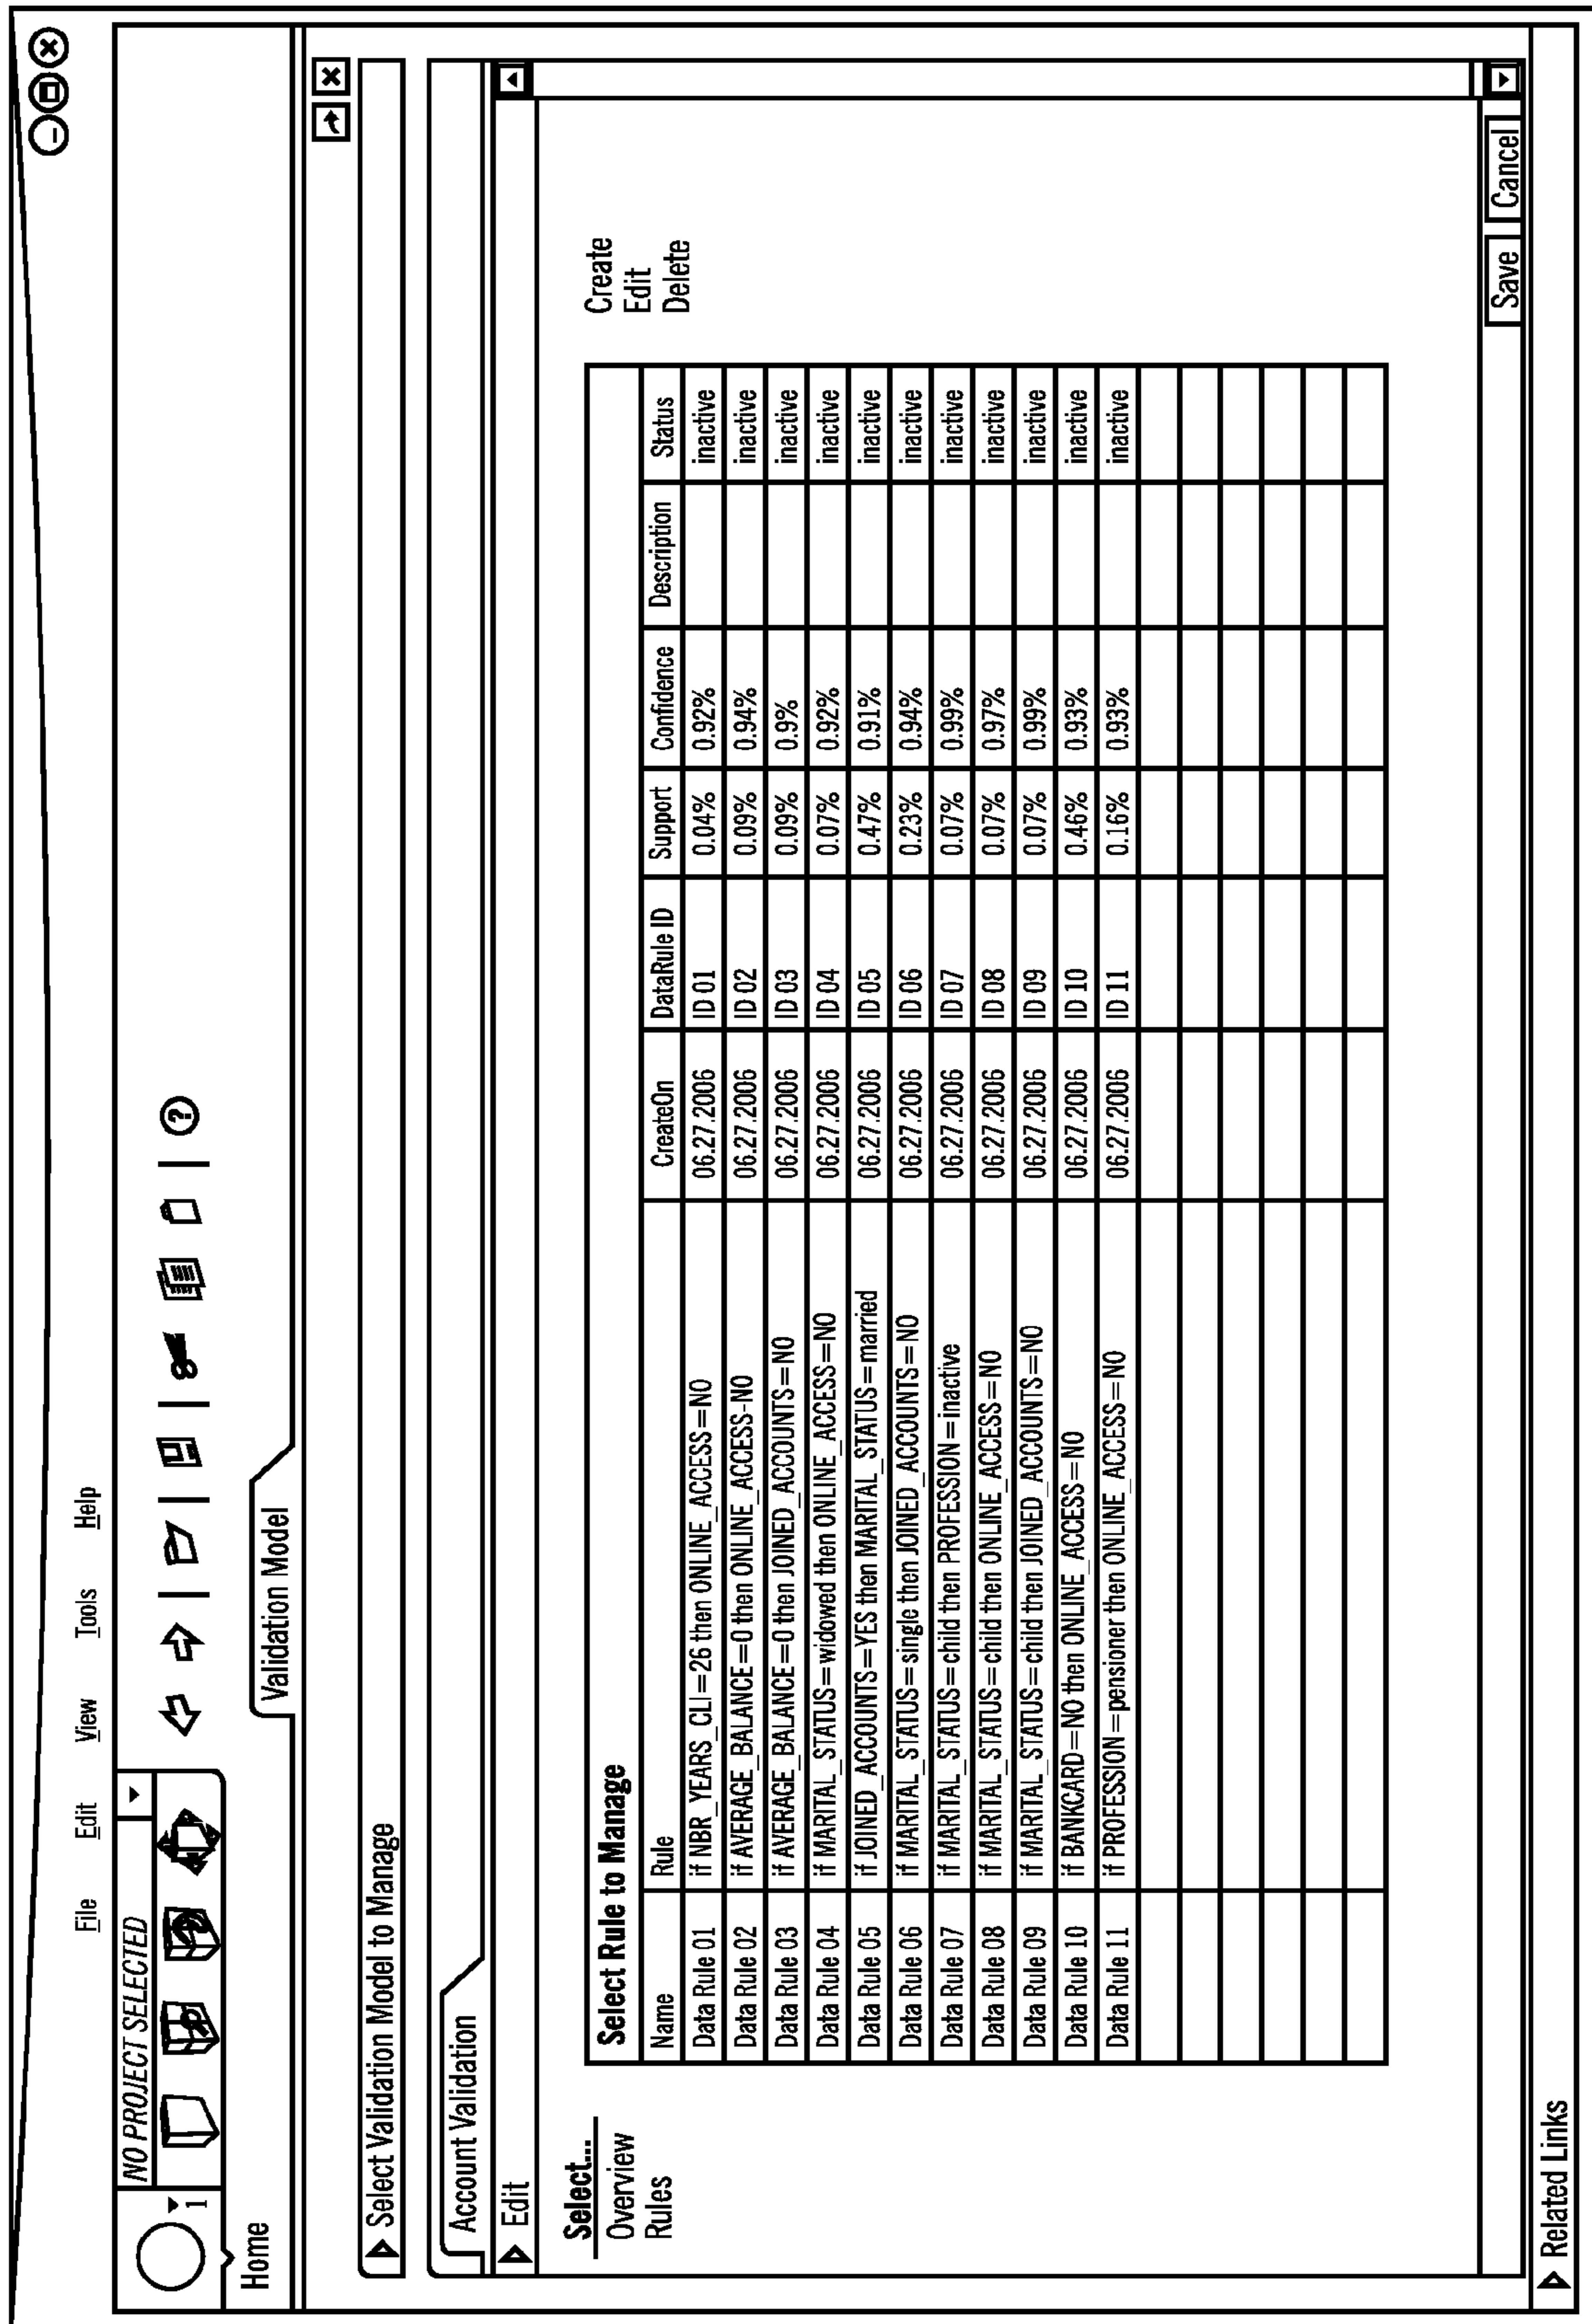 File Edit View Tools Help
NO PROJECT SELECTED
1
Home
Validation Model
Select Validation Model to Manage
Account Validation
Edit
Select...
Overview
Rules
Select Rule to Manage
Name Rule CreateOn DataRule ID Support Confidence Description Status
Data Rule 01 if NBR_YEARS_CLI=26 then ONLINE_ACCESS=NO 06.27.2006 ID 01 0.04% 0.92% inactive
Data Rule 02 if AVERAGE_BALANCE=0 then ONLINE_ACCESS-NO 06.27.2006 ID 02 0.09% 0.94% inactive
Data Rule 03 if AVERAGE_BALANCE=0 then JOINED_ACCOUNTS=NO 06.27.2006 ID 03 0.09% 0.9% inactive
Data Rule 04 if MARITAL_STATUS=widowed then ONLINE_ACCESS=NO 06.27.2006 ID 04 0.07% 0.92% inactive
Data Rule 05 if JOINED_ACCOUNTS=YES then MARITAL_STATUS=married 06.27.2006 ID 05 0.47% 0.91% inactive
Data Rule 06 if MARITAL_STATUS=single then JOINED_ACCOUNTS=NO 06.27.2006 ID 06 0.23% 0.94% inactive
Data Rule 07 if MARITAL_STATUS=child then PROFESSION=inactive 06.27.2006 ID 07 0.07% 0.99% inactive
Data Rule 08 if MARITAL_STATUS=child then ONLINE_ACCESS=NO 06.27.2006 ID 08 0.07% 0.97% inactive
Data Rule 09 if MARITAL_STATUS=child then JOINED_ACCOUNTS=NO 06.27.2006 ID 09 0.07% 0.99% inactive
Data Rule 10 if BANKCARD=NO then ONLINE_ACCESS=NO 06.27.2006 ID 10 0.46% 0.93% inactive
Data Rule 11 if PROFESSION=pensioner then ONLINE_ACCESS=NO 06.27.2006 ID 11 0.16% 0.93% inactive
Create
Edit
Delete
Save Cancel
Related Links